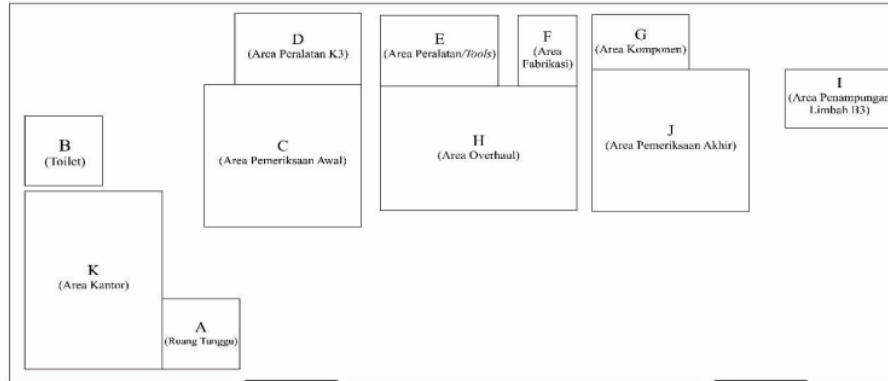 D
(Area Peralatan K3)
E
(Area Peralatan/Tools)
F
(Area
Fabrikasi)
G
(Area Komponen)
I
(Area Penampungan
Limbah B3)
B
(Toilet)
C
(Area Pemeriksaan Awal)
H
(Area Overhaul)
J
(Area Pemeriksaan Akhir)
K
(Area Kantor)
A
(Ruang Tunggu)